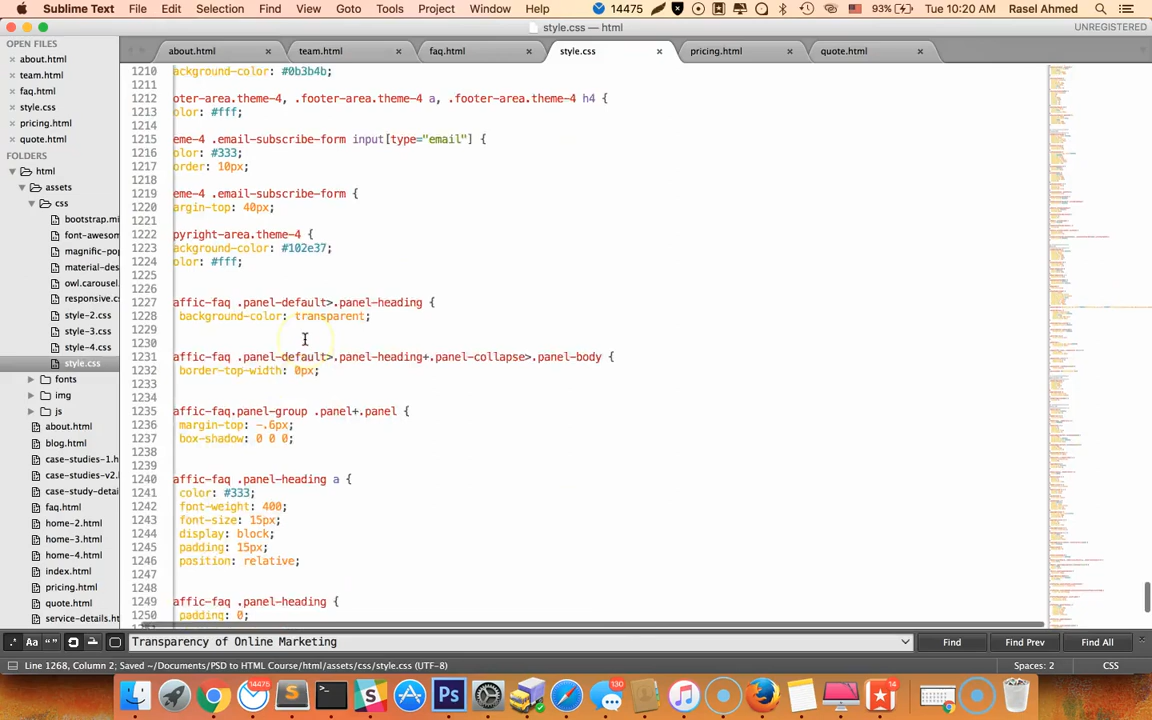 Sublime Text File Edit Selection Find View Goto Tools Project Window Help 14475 93% Tue 10:20 AM Rasel Ahmed
style.css — html UNREGISTERED
OPEN FILES
about.html
team.html
faq.html
style.css
pricing.html
quote.html
FOLDERS
html
assets
css
bootstrap.mi
font-awesom
magnific-pop
material-des
owl.carousel.
responsive.cs
style-2.css
style-3.css
style-4.css
style.css
fonts
img
js
about.html
blog.html
case-studies-1.h
case-studies-v2.
case-study-deta
faq.html
home-2.html
home-3.html
home-4.html
index.html
pricing.html
quote.html
service-details.ht
about.html team.html faq.html style.css pricing.html quote.html
1210 ackground-color: #0b3b4b;
1211
1212 oter-area.theme-4, .footer-area.theme-4 a, .footer-area.theme-4 h4 {
1213 olor: #fff;
1214
1215 eme-4 .email-subscribe-form input[type="email"] {
1216 olor: #333;
1217 order: 10px;
1218
1219 eme-4 .email-subscribe-form {
1220 argin-top: 40px;
1221
1222 pyright-area.theme-4 {
1223 ackground-color: #102e37;
1224 olor: #fff;
1225
1226
1227 affic-faq .panel-default>.panel-heading {
1228 background-color: transparent;
1229
1230
1231 affic-faq .panel-default>.panel-heading+.panel-collapse>.panel-body {
1232 border-top-width: 0px;
1233
1234
1235 affic-faq.panel-group .panel+.panel {
1236 margin-top: -.6px;
1237 box-shadow: 0 0 0;
1238
1239
1240 affic-faq .panel-heading a {
1241 color: #333;
1242 font-weight: 400;
1243 font-size: 15px;
1244 display: block;
1245 padding: 15px;
1246 position: relative;
1247
1248
1249 affic-faq .panel-heading {
1250 padding: 0;
.* Aa “” Transparency of Online Marketing Find Find Prev Find All
Line 1268, Column 2; Saved ~/Documents/PSD to HTML Course/html/assets/css/style.css (UTF-8) Spaces: 2 CSS
14475 130 14